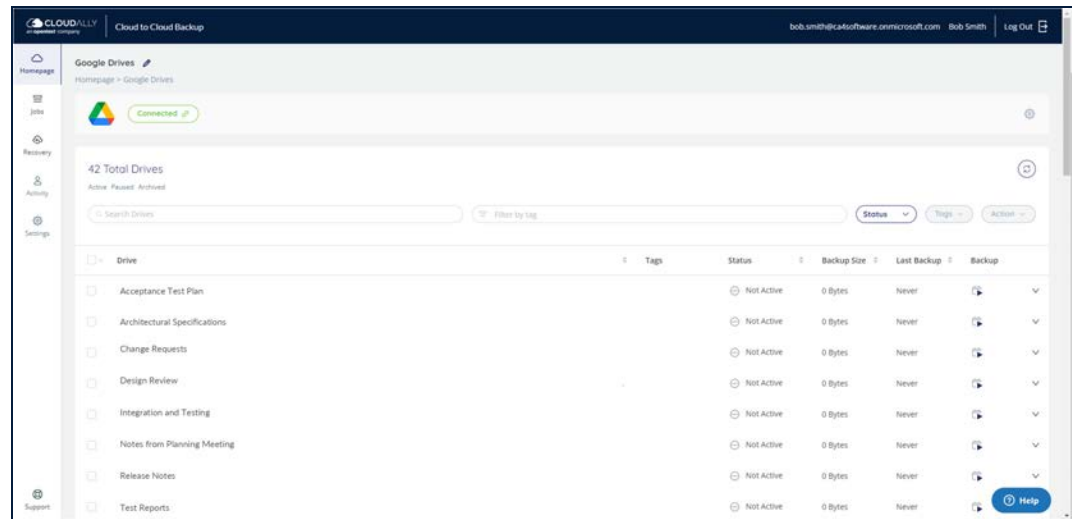 CLOUDALLY Cloud to Cloud Backup bob.smith@ca4software.onmicrosoft.com Bob Smith Log Out
an opentext company
Homepage
Jobs
Recovery
Activity
Settings
Support
Google Drives
Homepage > Google Drives
Connected
42 Total Drives
Active Paused Archived
Search Drives Filter by tag Status Tags Action
Drive Tags Status Backup Size Last Backup Backup
Acceptance Test Plan Not Active 0 Bytes Never
Architectural Specifications Not Active 0 Bytes Never
Change Requests Not Active 0 Bytes Never
Design Review Not Active 0 Bytes Never
Integration and Testing Not Active 0 Bytes Never
Notes from Planning Meeting Not Active 0 Bytes Never
Release Notes Not Active 0 Bytes Never
Test Reports Not Active 0 Bytes Never
Help